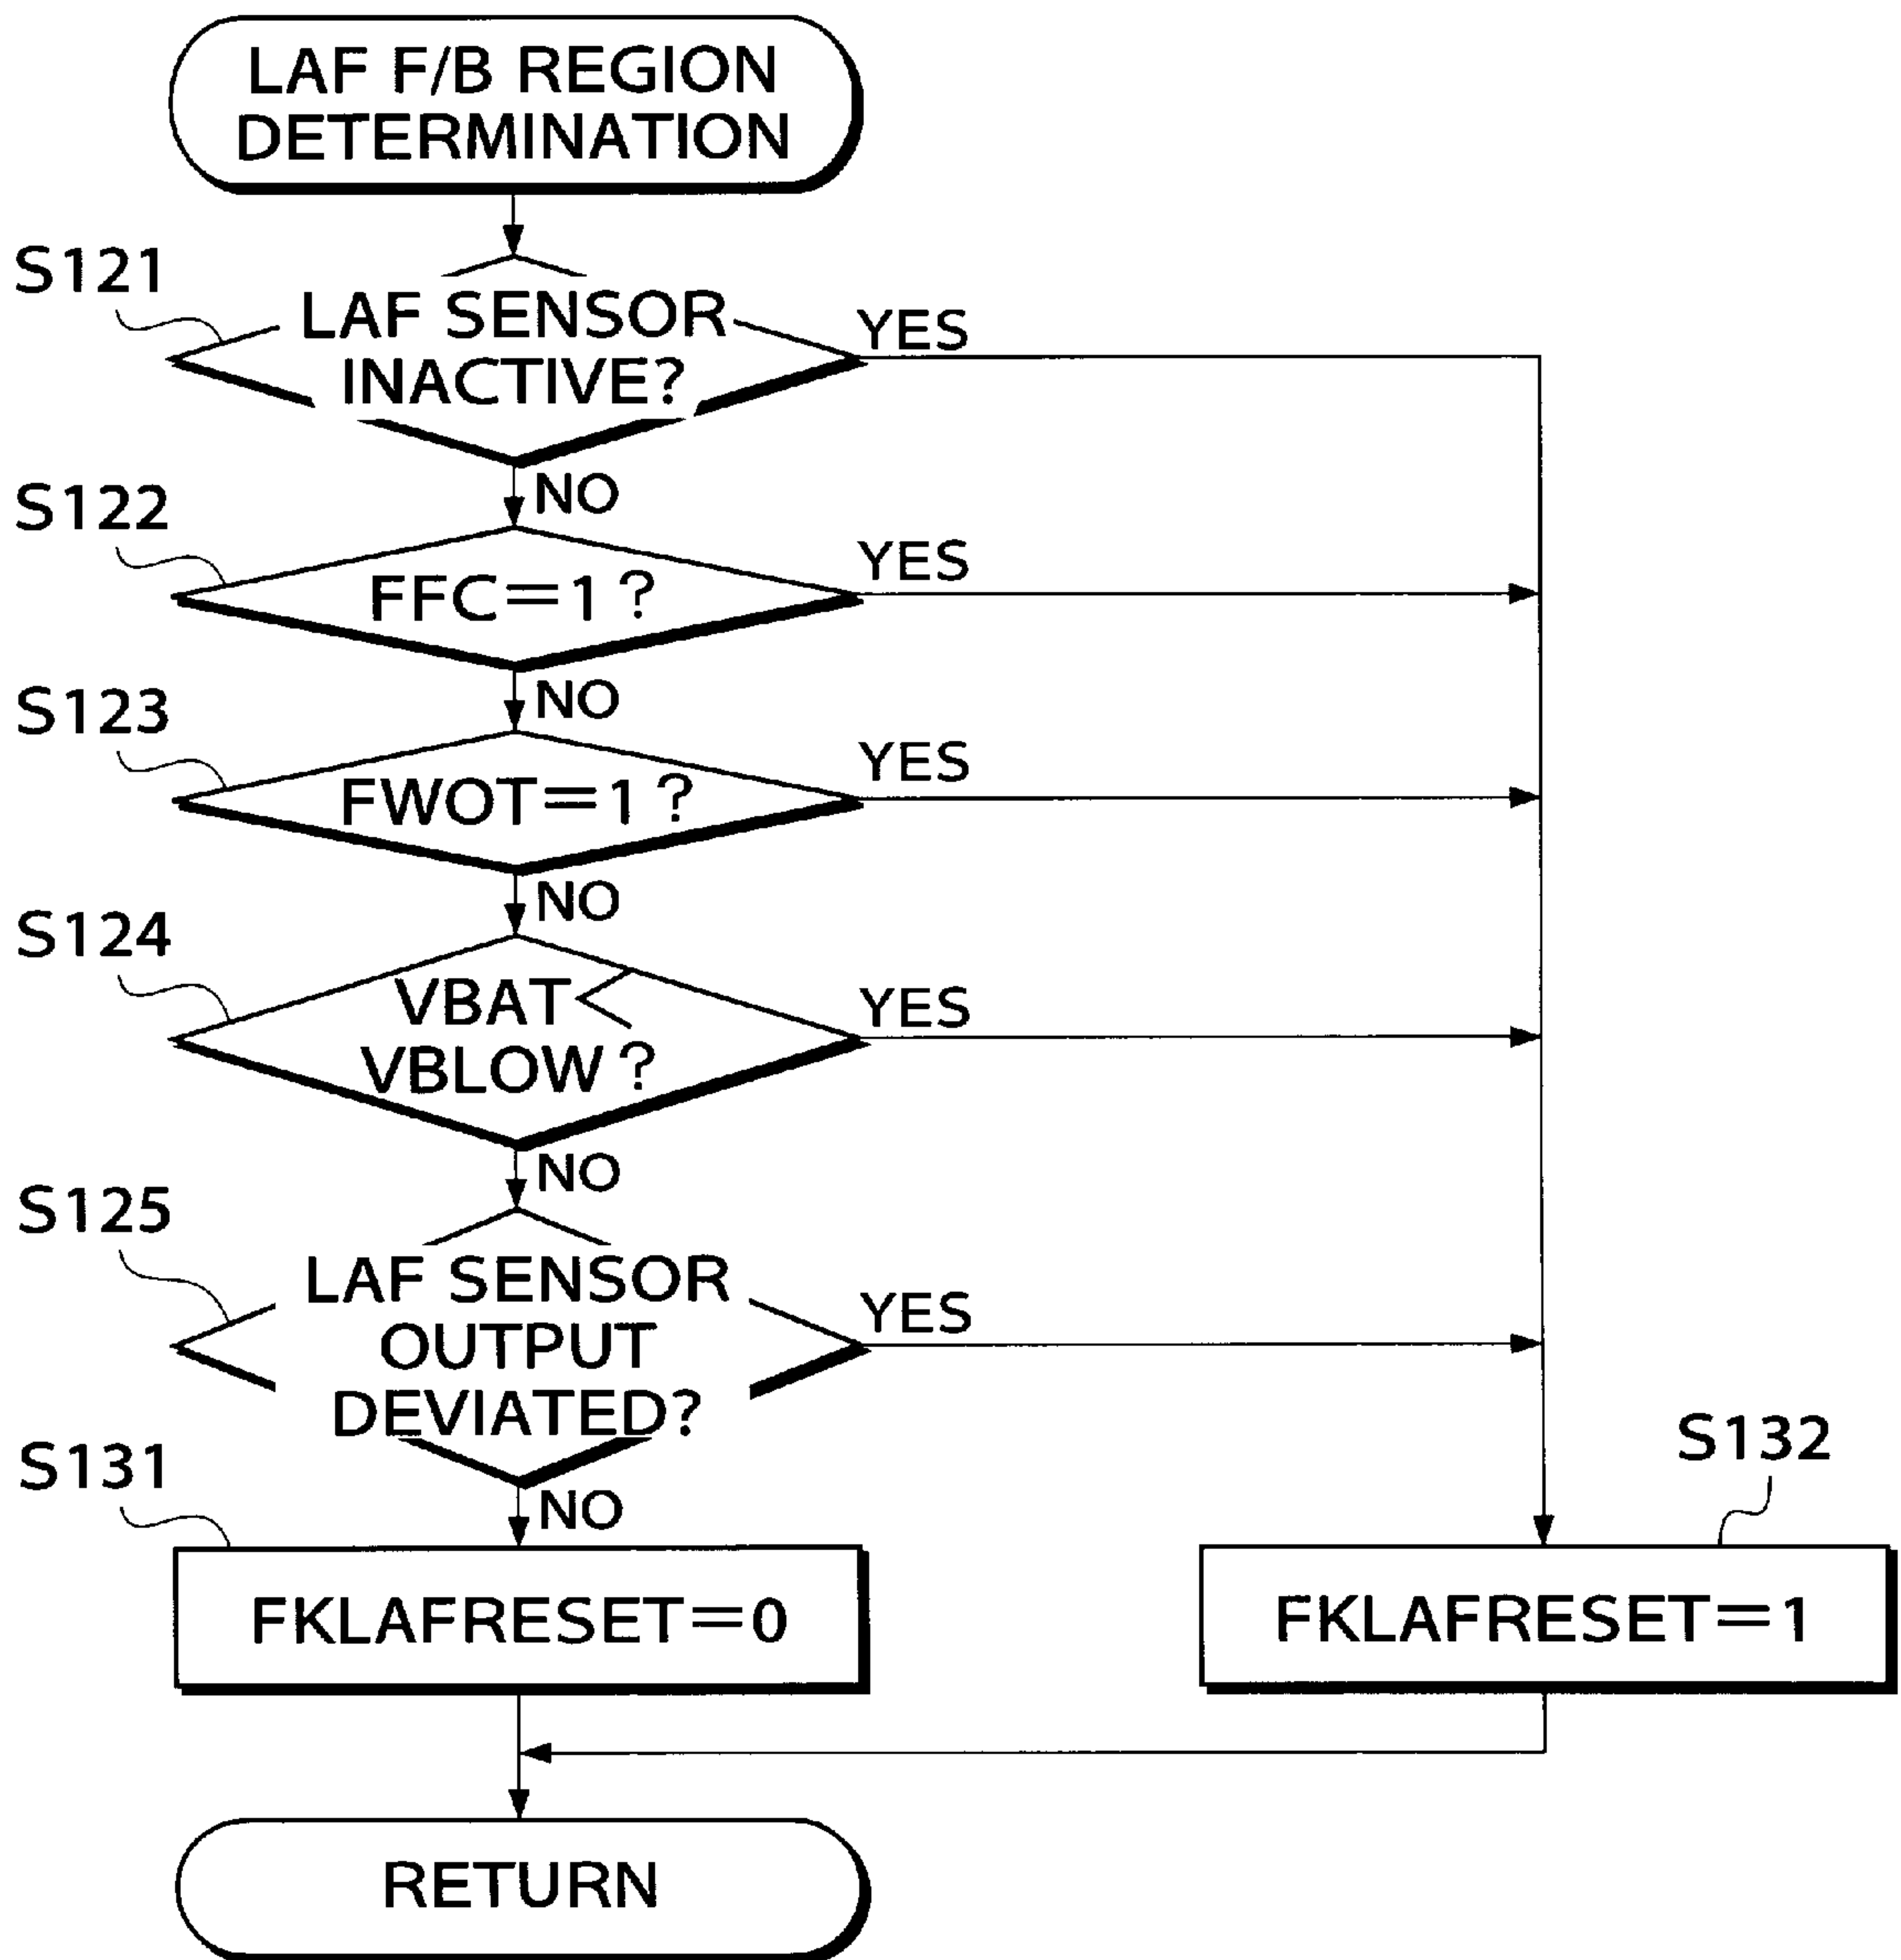 LAF F/B REGION
DETERMINATION
S121
LAF SENSOR
INACTIVE?
YES
NO
S122
FFC=1?
YES
NO
S123
FWOT=1?
YES
NO
S124
VBAT<
VBLOW?
YES
NO
S125
LAF SENSOR
OUTPUT
DEVIATED?
YES
NO
S131
FKLAFRESET=0
S132
FKLAFRESET=1
RETURN